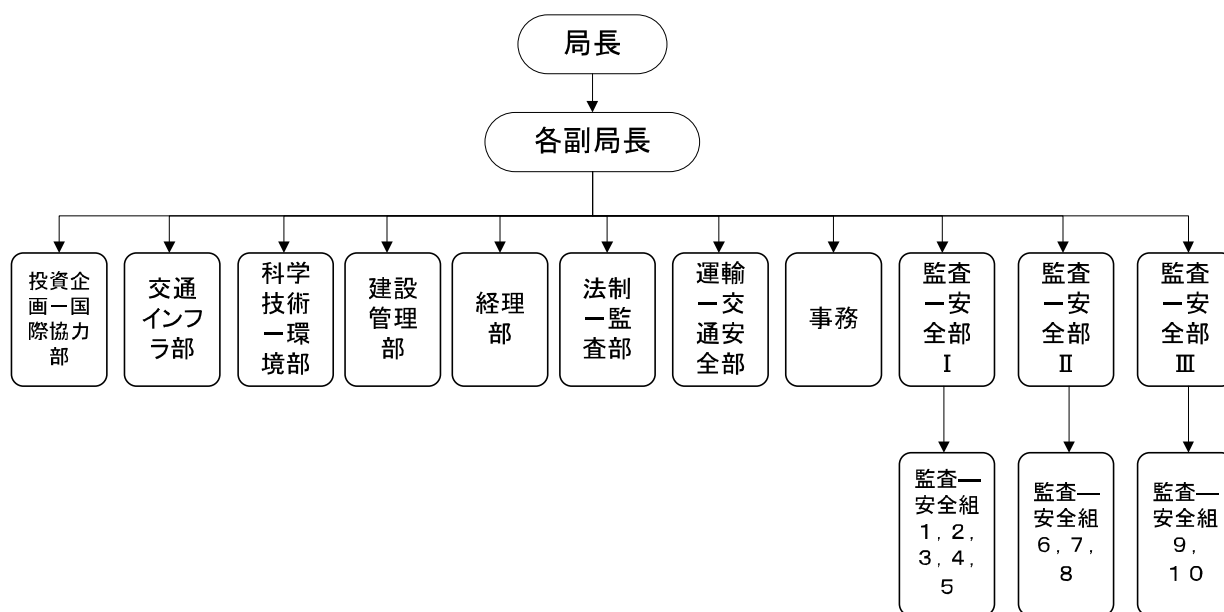 局長
各副局長
投資企
画ー国
際協力
部
交通
インフ
ラ部
科学
技術
ー環
境部
建設
管理
部
経理
部
法制
ー監
査部
運輸
ー交
通安
全部
事務
監査
ー安
全部
Ⅰ
監査
ー安
全部
Ⅱ
監査
ー安
全部
Ⅲ
監査―
安全組
1, 2,
3, 4,
5
監査―
安全組
6, 7,
8
監査―
安全組
9,
10